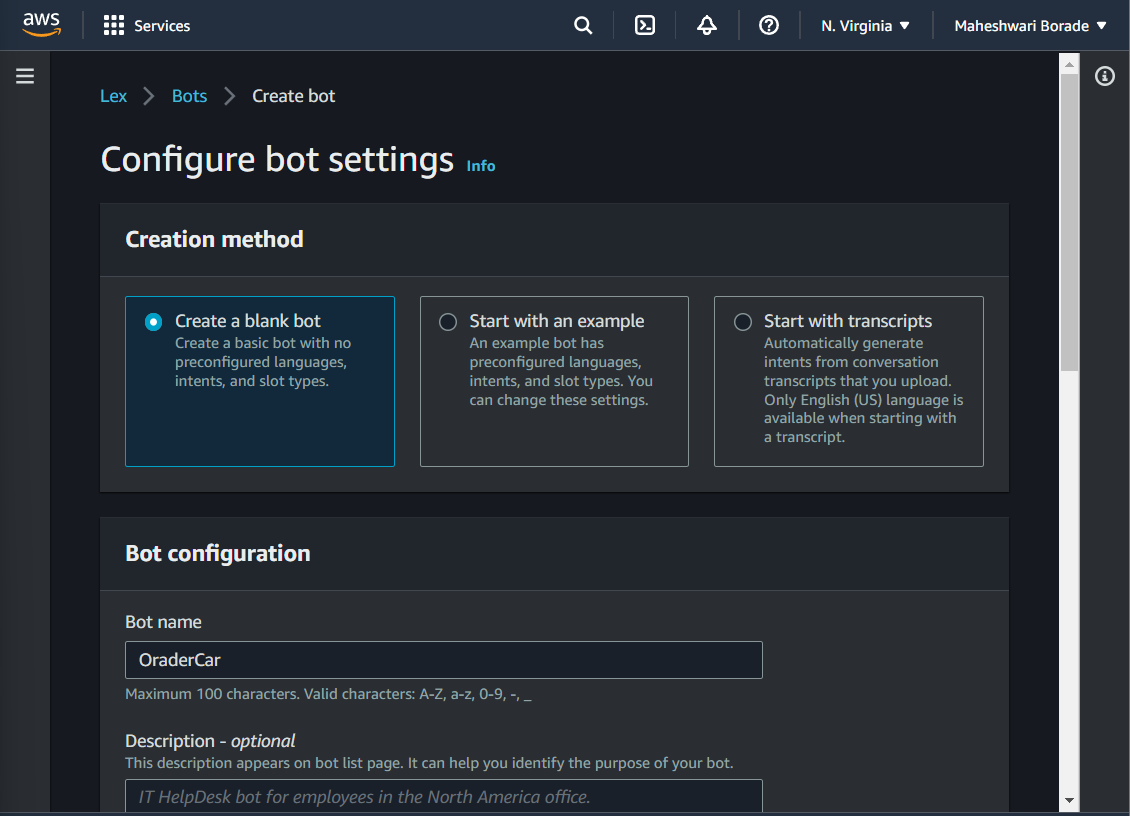 aws
Services
N. Virginia
Maheshwari Borade
Lex
Bots
Create bot
Configure bot settings
Info
Creation method
Create a blank bot
Create a basic bot with no
preconfigured languages,
intents, and slot types.
Start with an example
An example bot has
preconfigured languages,
intents, and slot types. You
can change these settings.
Start with transcripts
Automatically generate
intents from conversation
transcripts that you upload.
Only English (US) language is
available when starting with
a transcript.
Bot configuration
Bot name
OraderCar
Maximum 100 characters. Valid characters: A-Z, a-z, 0-9, -, _
Description - optional
This description appears on bot list page. It can help you identify the purpose of your bot.
IT HelpDesk bot for employees in the North America office.